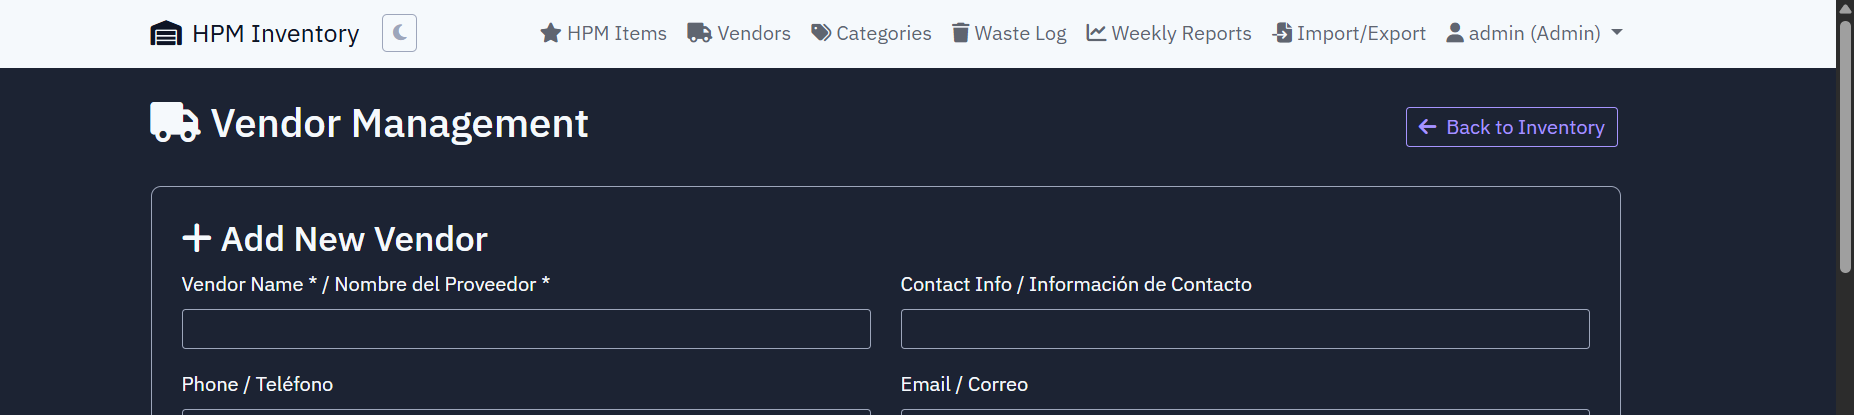 HPM Inventory HPM Items Vendors Categories Waste Log Weekly Reports Import/Export admin (Admin)
Vendor Management Back to Inventory
Add New Vendor
Vendor Name * / Nombre del Proveedor * Contact Info / Información de Contacto
Phone / Teléfono Email / Correo